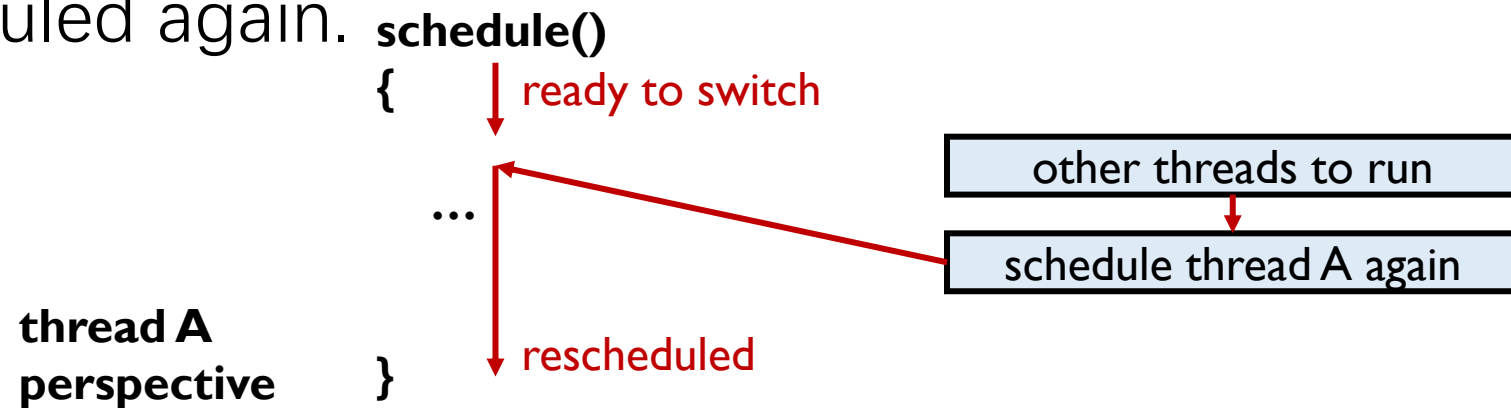 uled again.
schedule()
{
ready to switch
other threads to run
...
schedule thread A again
thread A
perspective
rescheduled
}